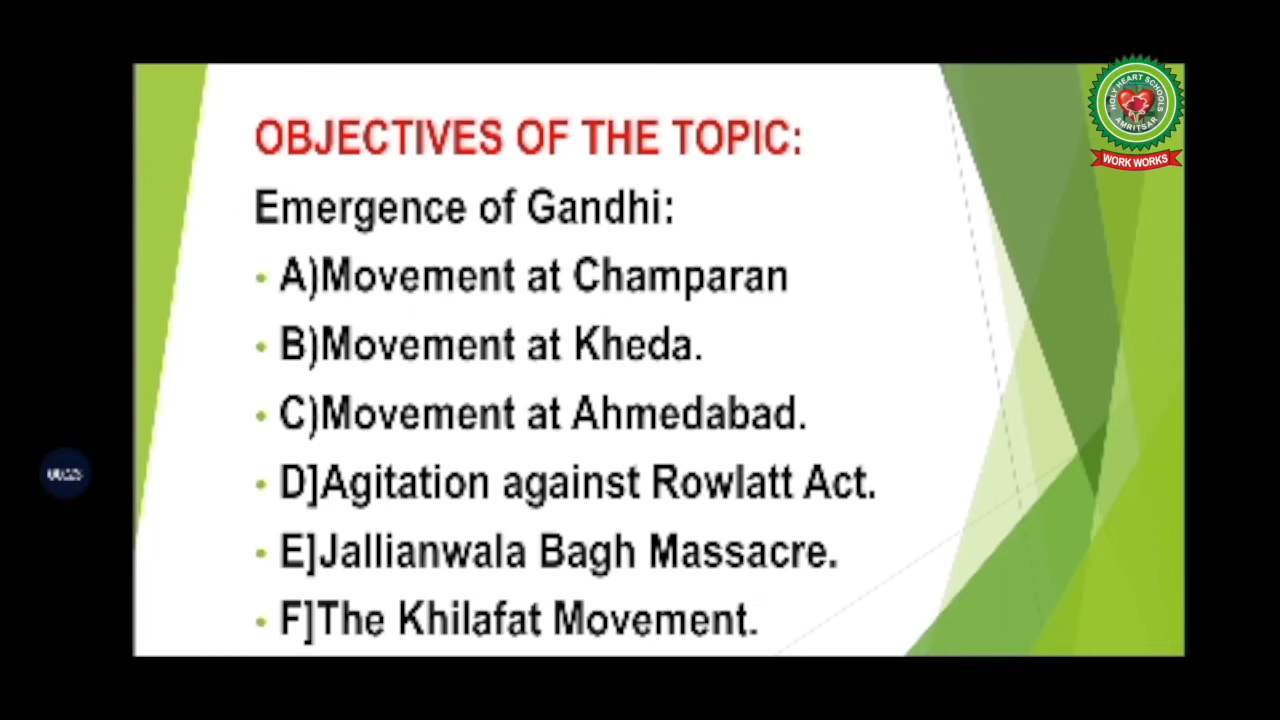 HOLY HEART SCHOOLS
AMRITSAR
WORK WORKS
OBJECTIVES OF THE TOPIC:
Emergence of Gandhi:
• A)Movement at Champaran
• B)Movement at Kheda.
• C)Movement at Ahmedabad.
• D]Agitation against Rowlatt Act.
• E]Jallianwala Bagh Massacre.
• F]The Khilafat Movement.